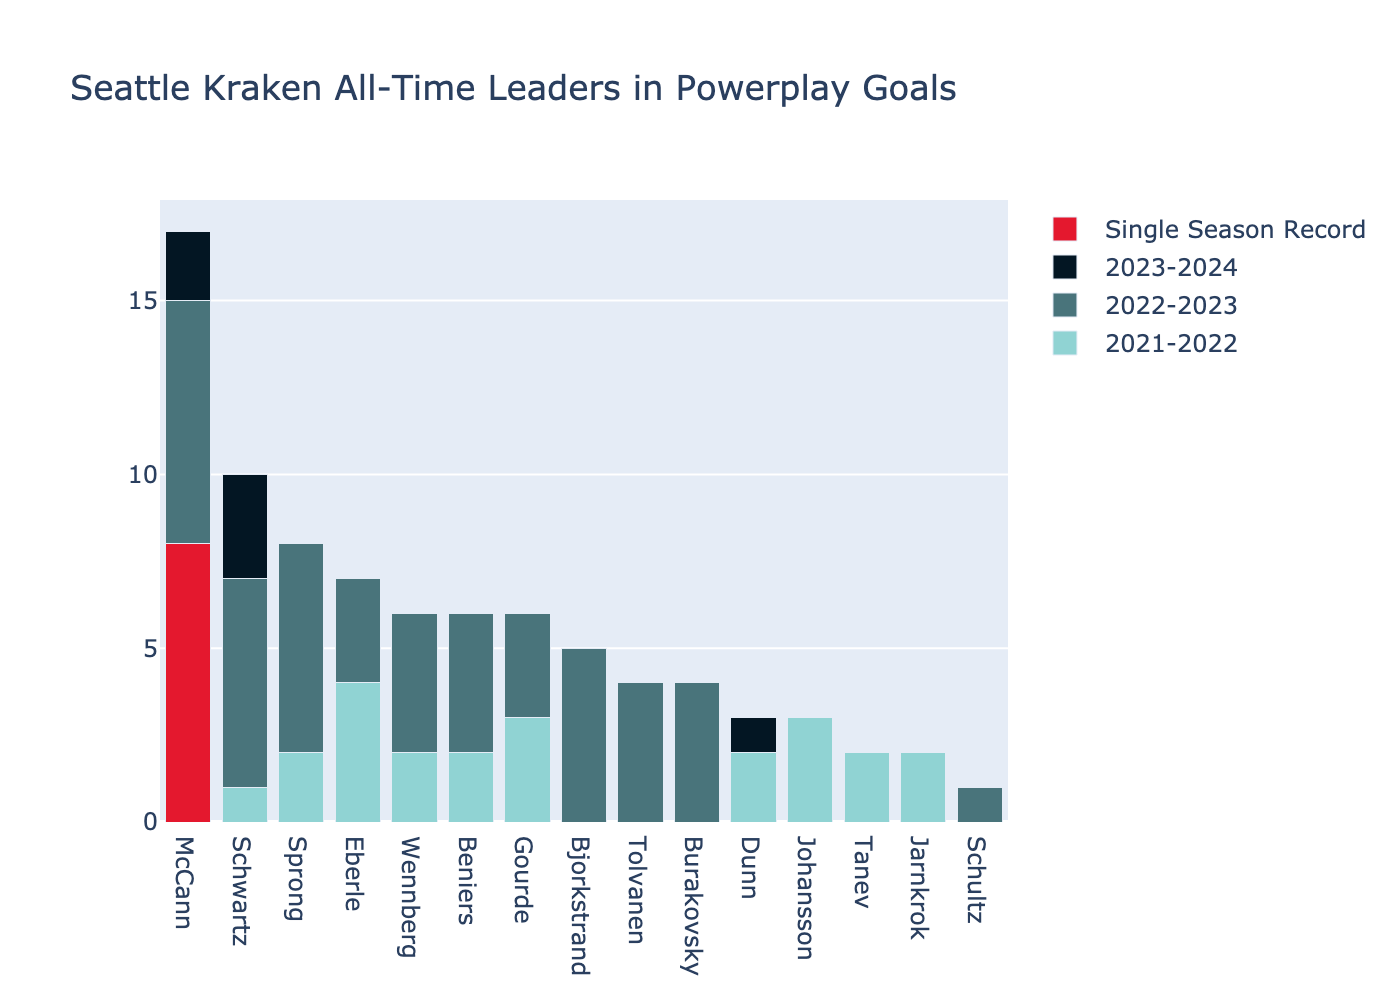 Seattle Kraken All-Time Leaders in Powerplay Goals
Single Season Record
2023-2024
2022-2023
2021-2022
15
10
5
0
McCann
Schwartz
Sprong
Eberle
Wennberg
Beniers
Gourde
Bjorkstrand
Tolvanen
Burakovsky
Dunn
Johansson
Tanev
Jarnkrok
Schultz